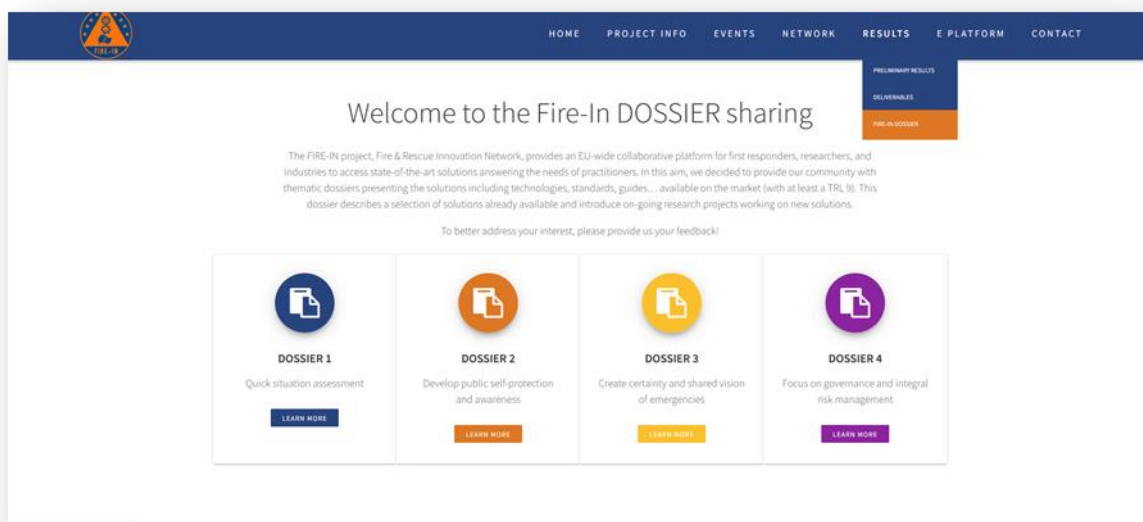 FIRE-IN
HOME PROJECT INFO EVENTS NETWORK RESULTS E PLATFORM CONTACT
PRELIMINARY RESULTS
DELIVERABLES
FIRE-IN DOSSIER
Welcome to the Fire-In DOSSIER sharing
The FIRE-IN project, Fire & Rescue Innovation Network, provides an EU-wide collaborative platform for first responders, researchers, and
industries to access state-of-the-art solutions answering the needs of practitioners. In this aim, we decided to provide our community with
thematic dossiers presenting the solutions including technologies, standards, guides... available on the market (with at least a TRL 9). This
dossier describes a selection of solutions already available and introduce on-going research projects working on new solutions.
To better address your interest, please provide us your feedback!
DOSSIER 1
Quick situation assessment
LEARN MORE
DOSSIER 2
Develop public self-protection
and awareness
LEARN MORE
DOSSIER 3
Create certainty and shared vision
of emergencies
LEARN MORE
DOSSIER 4
Focus on governance and integral
risk management
LEARN MORE